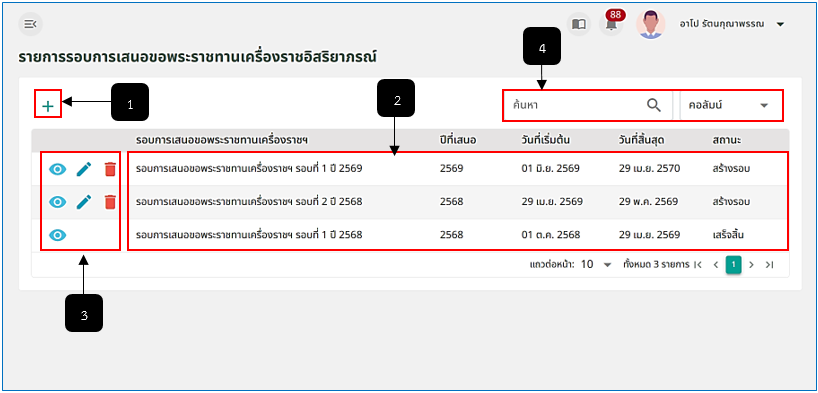 88
อาโป รัตนกุณาพรรณ
รายการรอบการเสนอขอพระราชทานเครื่องราชอิสริยาภรณ์
4
1
2
+
ค้นหา
คอลัมน์
รอบการเสนอขอพระราชทานเครื่องราชฯ ปีที่เสนอ วันที่เริ่มต้น วันที่สิ้นสุด สถานะ
รอบการเสนอขอพระราชทานเครื่องราชฯ รอบที่ 1 ปี 2569 2569 01 มิ.ย. 2569 29 เม.ย. 2570 สร้างรอบ
รอบการเสนอขอพระราชทานเครื่องราชฯ รอบที่ 2 ปี 2568 2568 29 เม.ย. 2569 29 พ.ค. 2569 สร้างรอบ
รอบการเสนอขอพระราชทานเครื่องราชฯ รอบที่ 1 ปี 2568 2568 01 ต.ค. 2568 29 เม.ย. 2569 เสร็จสิ้น
แถวต่อหน้า: 10 ทั้งหมด 3 รายการ 1
3